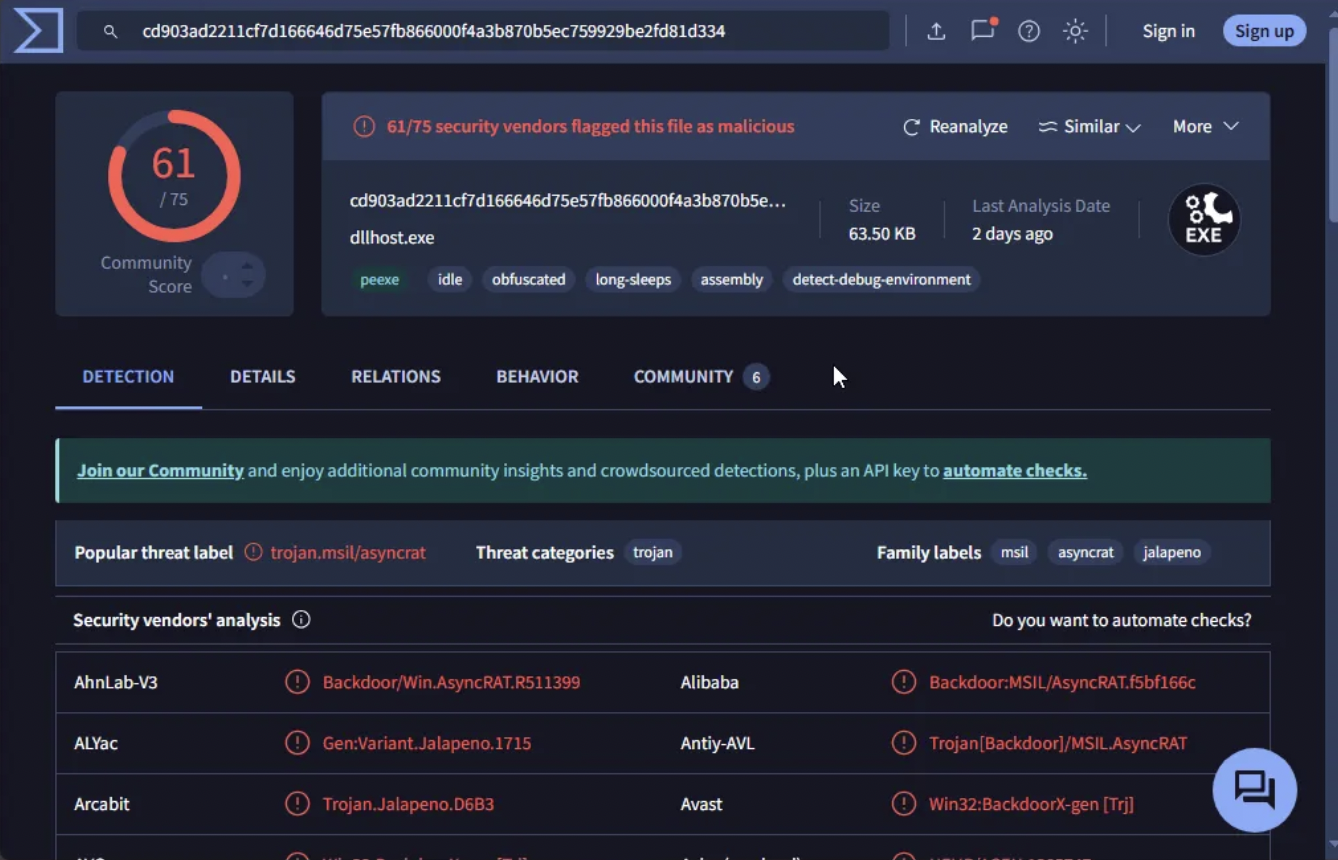 cd903ad2211cf7d166646d75e57fb866000f4a3b870b5ec759929be2fd81d334
Sign in
Sign up
61
/ 75
Community
Score
61/75 security vendors flagged this file as malicious
Reanalyze
Similar
More
cd903ad2211cf7d166646d75e57fb866000f4a3b870b5e...
dllhost.exe
Size
63.50 KB
Last Analysis Date
2 days ago
EXE
peexe
idle
obfuscated
long-sleeps
assembly
detect-debug-environment
DETECTION
DETAILS
RELATIONS
BEHAVIOR
COMMUNITY 6
Join our Community and enjoy additional community insights and crowdsourced detections, plus an API key to automate checks.
Popular threat label trojan.msil/asyncrat
Threat categories trojan
Family labels msil asyncrat jalapeno
Security vendors' analysis
Do you want to automate checks?
AhnLab-V3 Backdoor/Win.AsyncRAT.R511399 Alibaba Backdoor:MSIL/AsyncRAT.f5bf166c
ALYac Gen:Variant.Jalapeno.1715 Antiy-AVL Trojan[Backdoor]/MSIL.AsyncRAT
Arcabit Trojan.Jalapeno.D6B3 Avast Win32:BackdoorX-gen [Trj]